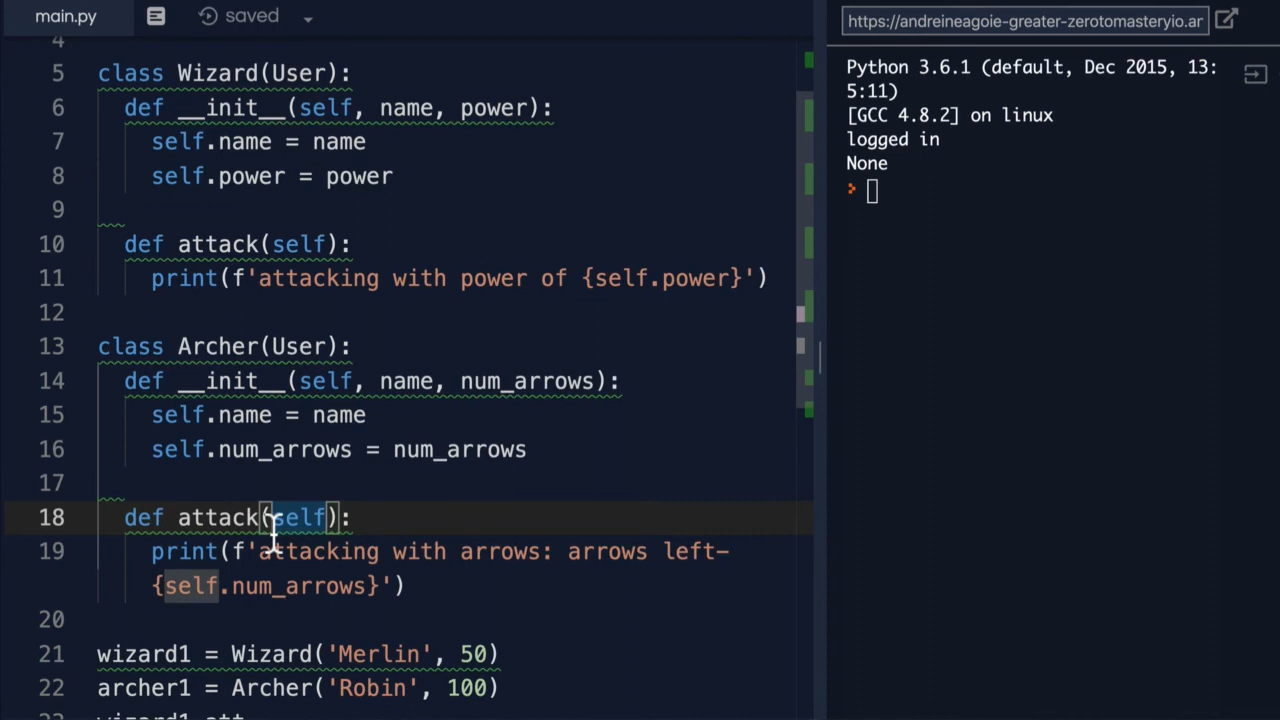 main.py saved
https://andreineagoie-greater-zerotomasteryio.ar
4
5 class Wizard(User):
6 def __init__(self, name, power):
7 self.name = name
8 self.power = power
9
10 def attack(self):
11 print(f'attacking with power of {self.power}')
12
13 class Archer(User):
14 def __init__(self, name, num_arrows):
15 self.name = name
16 self.num_arrows = num_arrows
17
18 def attack(self):
19 print(f'attacking with arrows: arrows left-
{self.num_arrows}')
20
21 wizard1 = Wizard('Merlin', 50)
22 archer1 = Archer('Robin', 100)
23 wizard1.att
Python 3.6.1 (default, Dec 2015, 13:
5:11)
[GCC 4.8.2] on linux
logged in
None